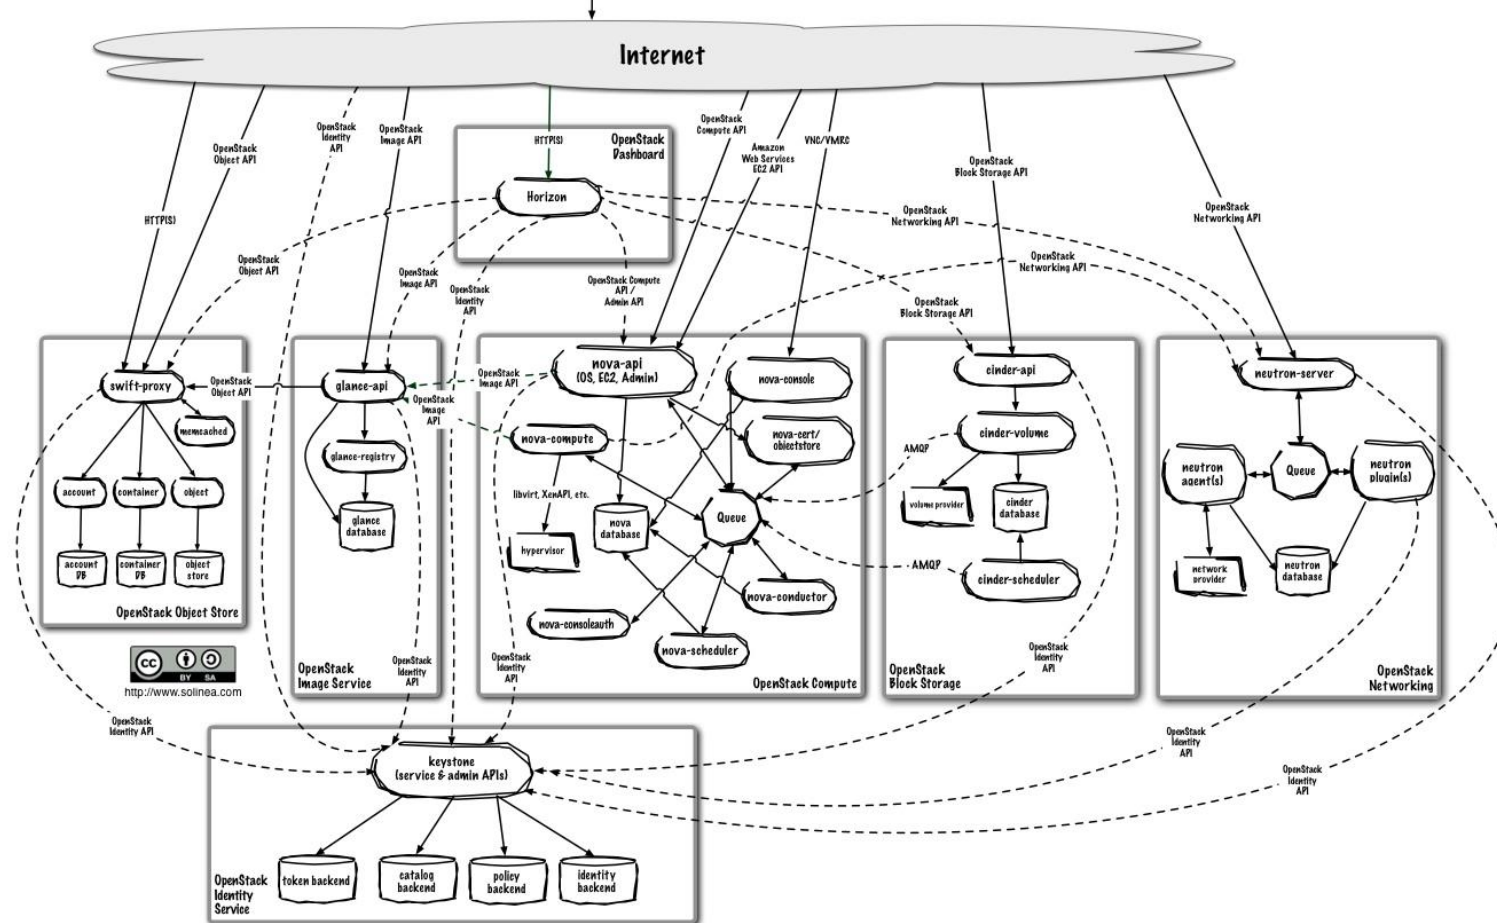 Internet
OpenStack
Identity
API
OpenStack
Image API
OpenStack
Object API
HTTP(S)
HTTP(S)
OpenStack
Dashboard
Horizon
OpenStack
Compute API
Amazon
Web Services
EC2 API
VNC/VMRC
OpenStack
Block Storage API
OpenStack
Networking API
OpenStack
Networking API
OpenStack
Object API
OpenStack
Image API
OpenStack
Identity
API
OpenStack Compute
API /
Admin API
OpenStack
Networking API
OpenStack
Block Storage API
swift-proxy
memcached
account
container
object
account
DB
container
DB
object
store
OpenStack Object Store
OpenStack
Object API
glance-api
glance-registry
glance
database
OpenStack
Identity
API
OpenStack
Image Service
OpenStack
Image API
OpenStack
Image
API
nova-api
(OS, EC2, Admin)
nova-console
nova-compute
nova-cert/
objectstore
libvirt, XenAPI, etc.
hypervisor
nova
database
Queue
nova-conductor
nova-consoleauth
nova-scheduler
OpenStack
Identity
API
OpenStack Compute
cinder-api
cinder-volume
AMQP
volume provider
cinder
database
AMQP
cinder-scheduler
OpenStack
Identity
API
OpenStack
Block Storage
neutron-server
neutron
agent(s)
Queue
neutron
plugin(s)
network
provider
neutron
database
OpenStack
Networking
cc
BY SA
http://www.solinea.com
OpenStack
Identity API
OpenStack
Identity
API
OpenStack
Identity
API
keystone
(service & admin APIs)
token backend
catalog
backend
policy
backend
identity
backend
OpenStack
Identity
Service